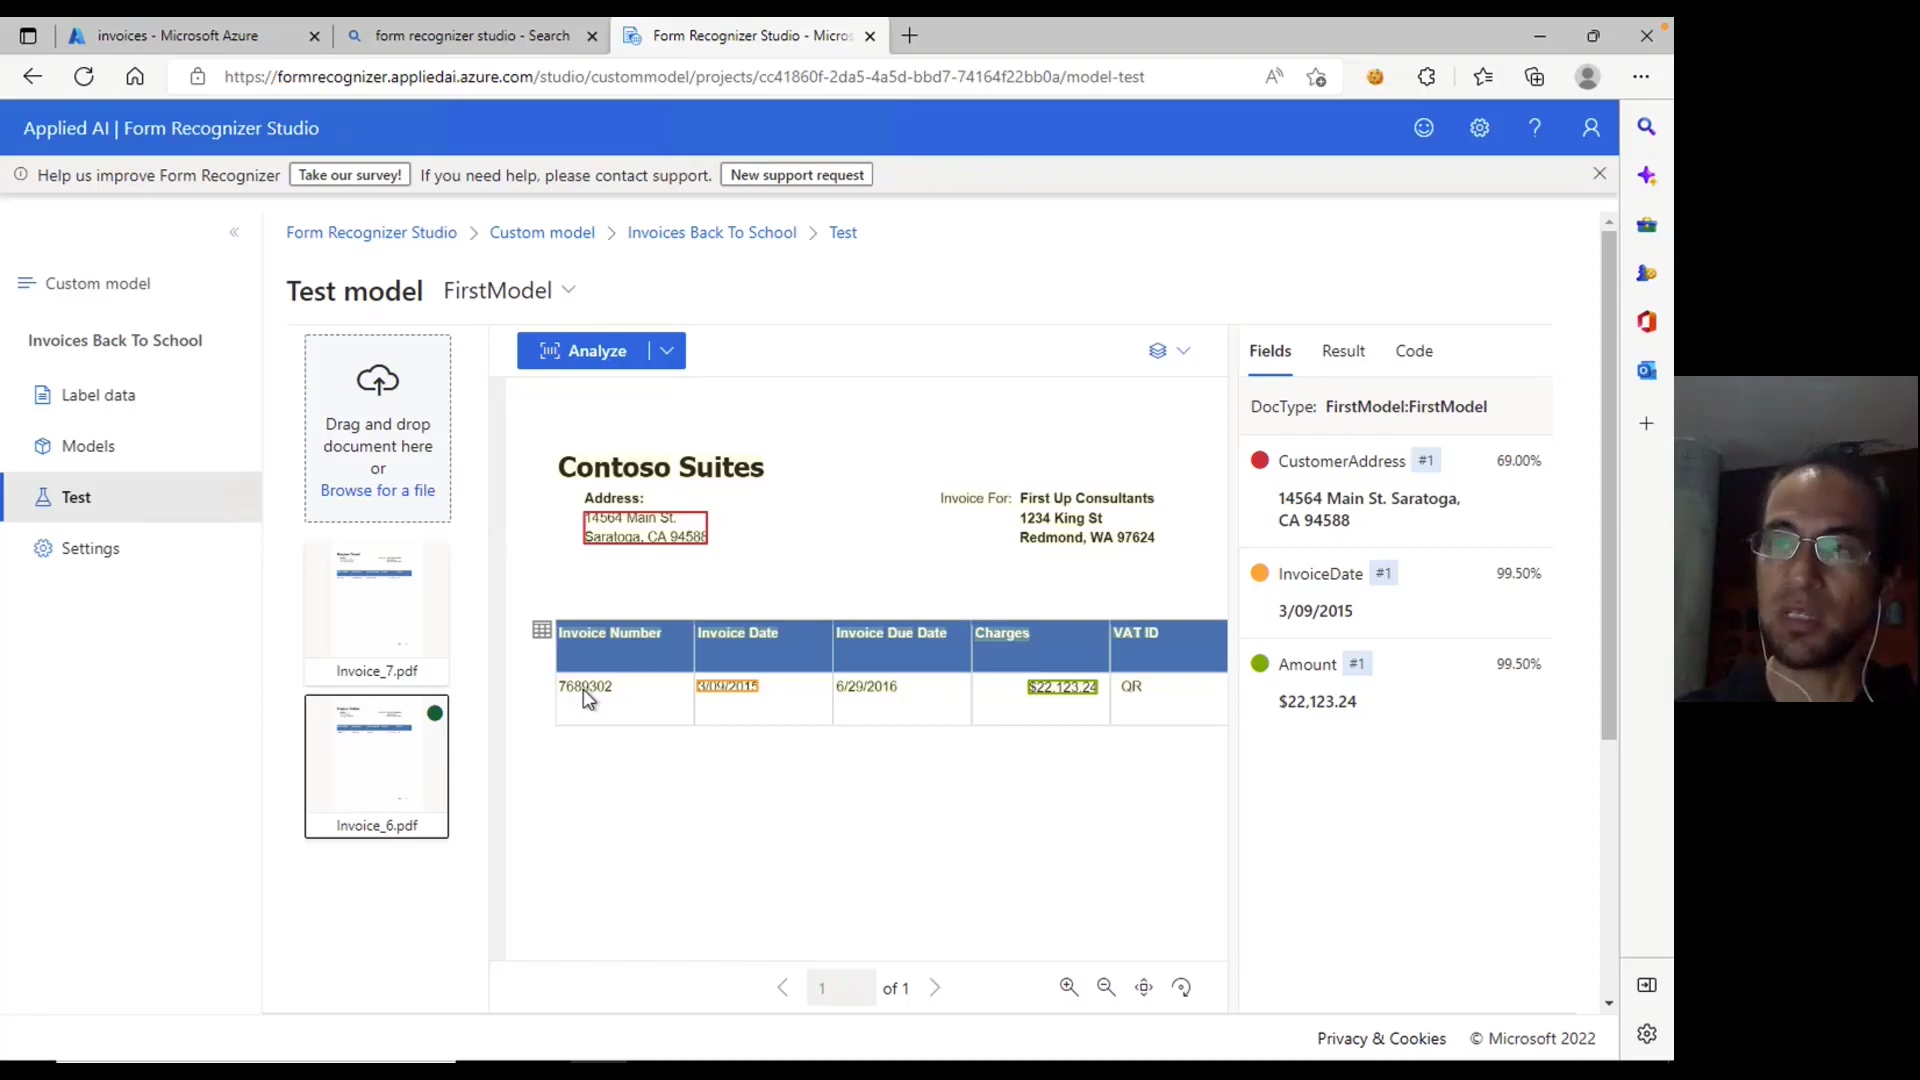 invoices - Microsoft Azure
form recognizer studio - Search
Form Recognizer Studio - Micros
https://formrecognizer.appliedai.azure.com/studio/custommodel/projects/cc41860f-2da5-4a5d-bbd7-74164f22bb0a/model-test
Applied AI | Form Recognizer Studio
Help us improve Form Recognizer Take our survey! If you need help, please contact support. New support request
Form Recognizer Studio > Custom model > Invoices Back To School > Test
Custom model
Invoices Back To School
Label data
Models
Test
Settings
Test model FirstModel
Drag and drop
document here
or
Browse for a file
Invoice_7.pdf
Invoice_6.pdf
Analyze
Contoso Suites
Address:
14564 Main St.
Saratoga, CA 94588
Invoice For: First Up Consultants
1234 King St
Redmond, WA 97624
Invoice Number Invoice Date Invoice Due Date Charges VAT ID
7689302 3/09/2015 6/29/2016 $22,123.24 QR
1 of 1
Fields Result Code
DocType: FirstModel:FirstModel
CustomerAddress #1 69.00%
14564 Main St. Saratoga,
CA 94588
InvoiceDate #1 99.50%
3/09/2015
Amount #1 99.50%
$22,123.24
Privacy & Cookies © Microsoft 2022